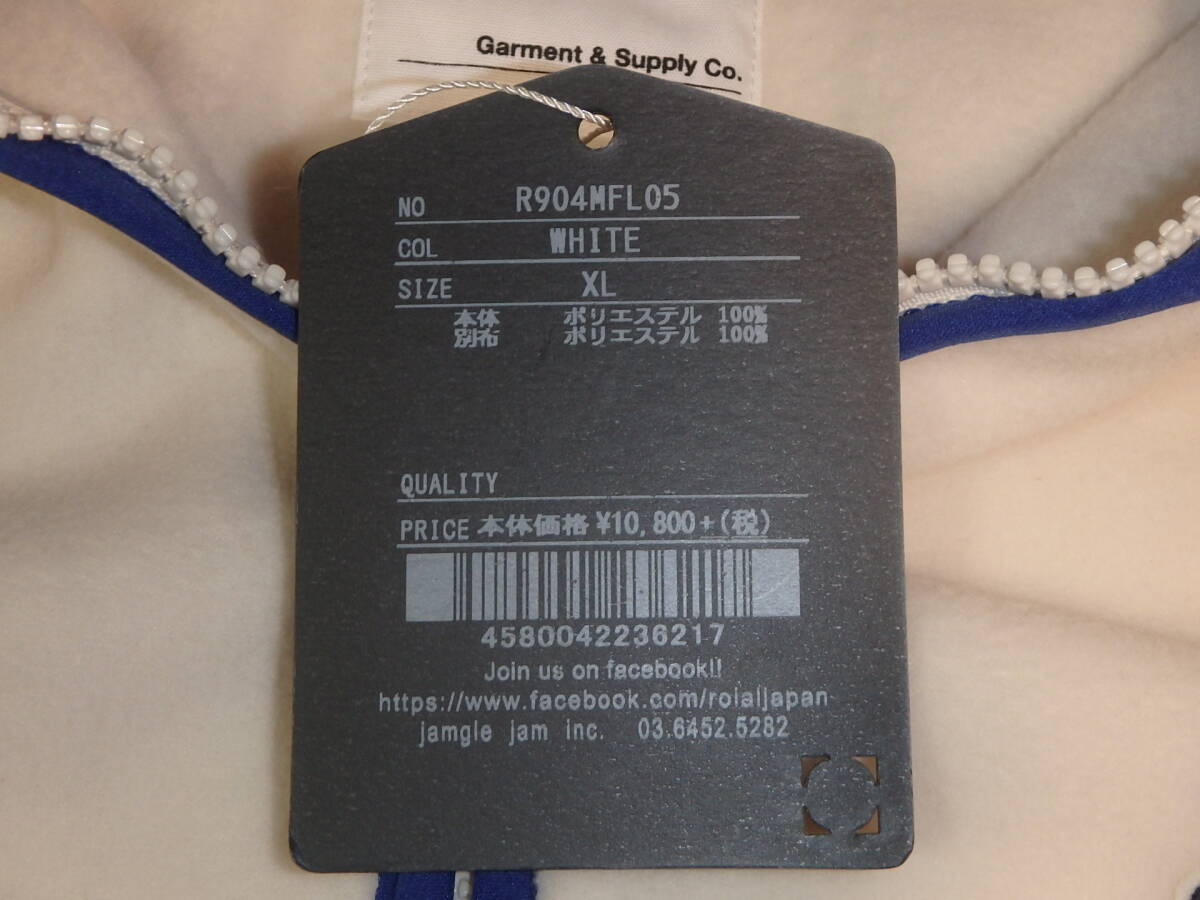 Garment & Supply Co.
NO R904MFL05
COL WHITE
SIZE XL
本体 ポリエステル 100%
別布 ポリエステル 100%
QUALITY
PRICE 本体価格 ¥10,800+(税)
4580042236217
Join us on facebook!!
https://www.facebook.com/roialjapan
jamgle jam inc. 03.6452.5282